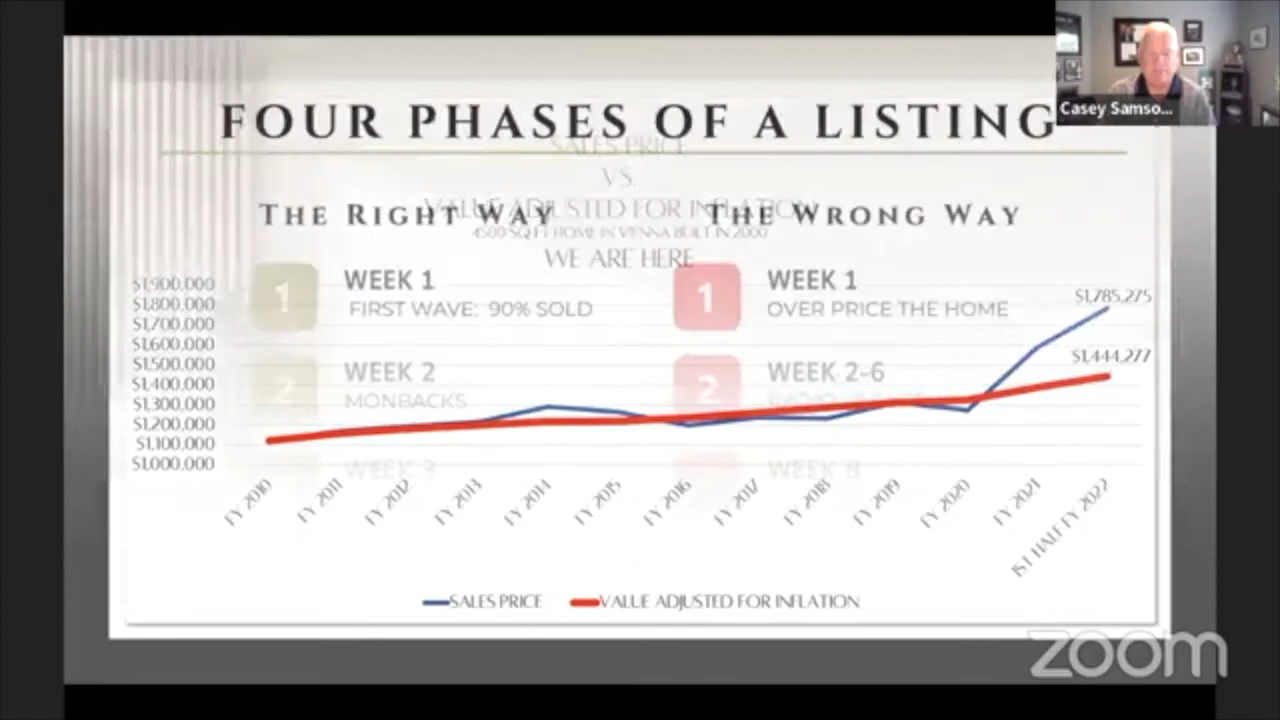 Casey Samso...
FOUR PHASES OF A LISTING
SALES PRICE
VS.
VALUE ADJUSTED FOR INFLATION
4500 SQ FT HOME IN VIENNA BUILT IN 2000
WE ARE HERE
THE RIGHT WAY
THE WRONG WAY
1
WEEK 1
FIRST WAVE: 90% SOLD
1
WEEK 1
OVER PRICE THE HOME
2
WEEK 2
MONBACKS
2
WEEK 2-6
WEEK 3
WEEK 8
$1,900,000
$1,800,000
$1,700,000
$1,600,000
$1,500,000
$1,400,000
$1,300,000
$1,200,000
$1,100,000
$1,000,000
$1,785,275
$1,444,277
FY 2010
FY 2011
FY 2012
FY 2013
FY 2014
FY 2015
FY 2016
FY 2017
FY 2018
FY 2019
FY 2020
FY 2021
1ST HALF FY 2022
SALES PRICE
VALUE ADJUSTED FOR INFLATION
zoom